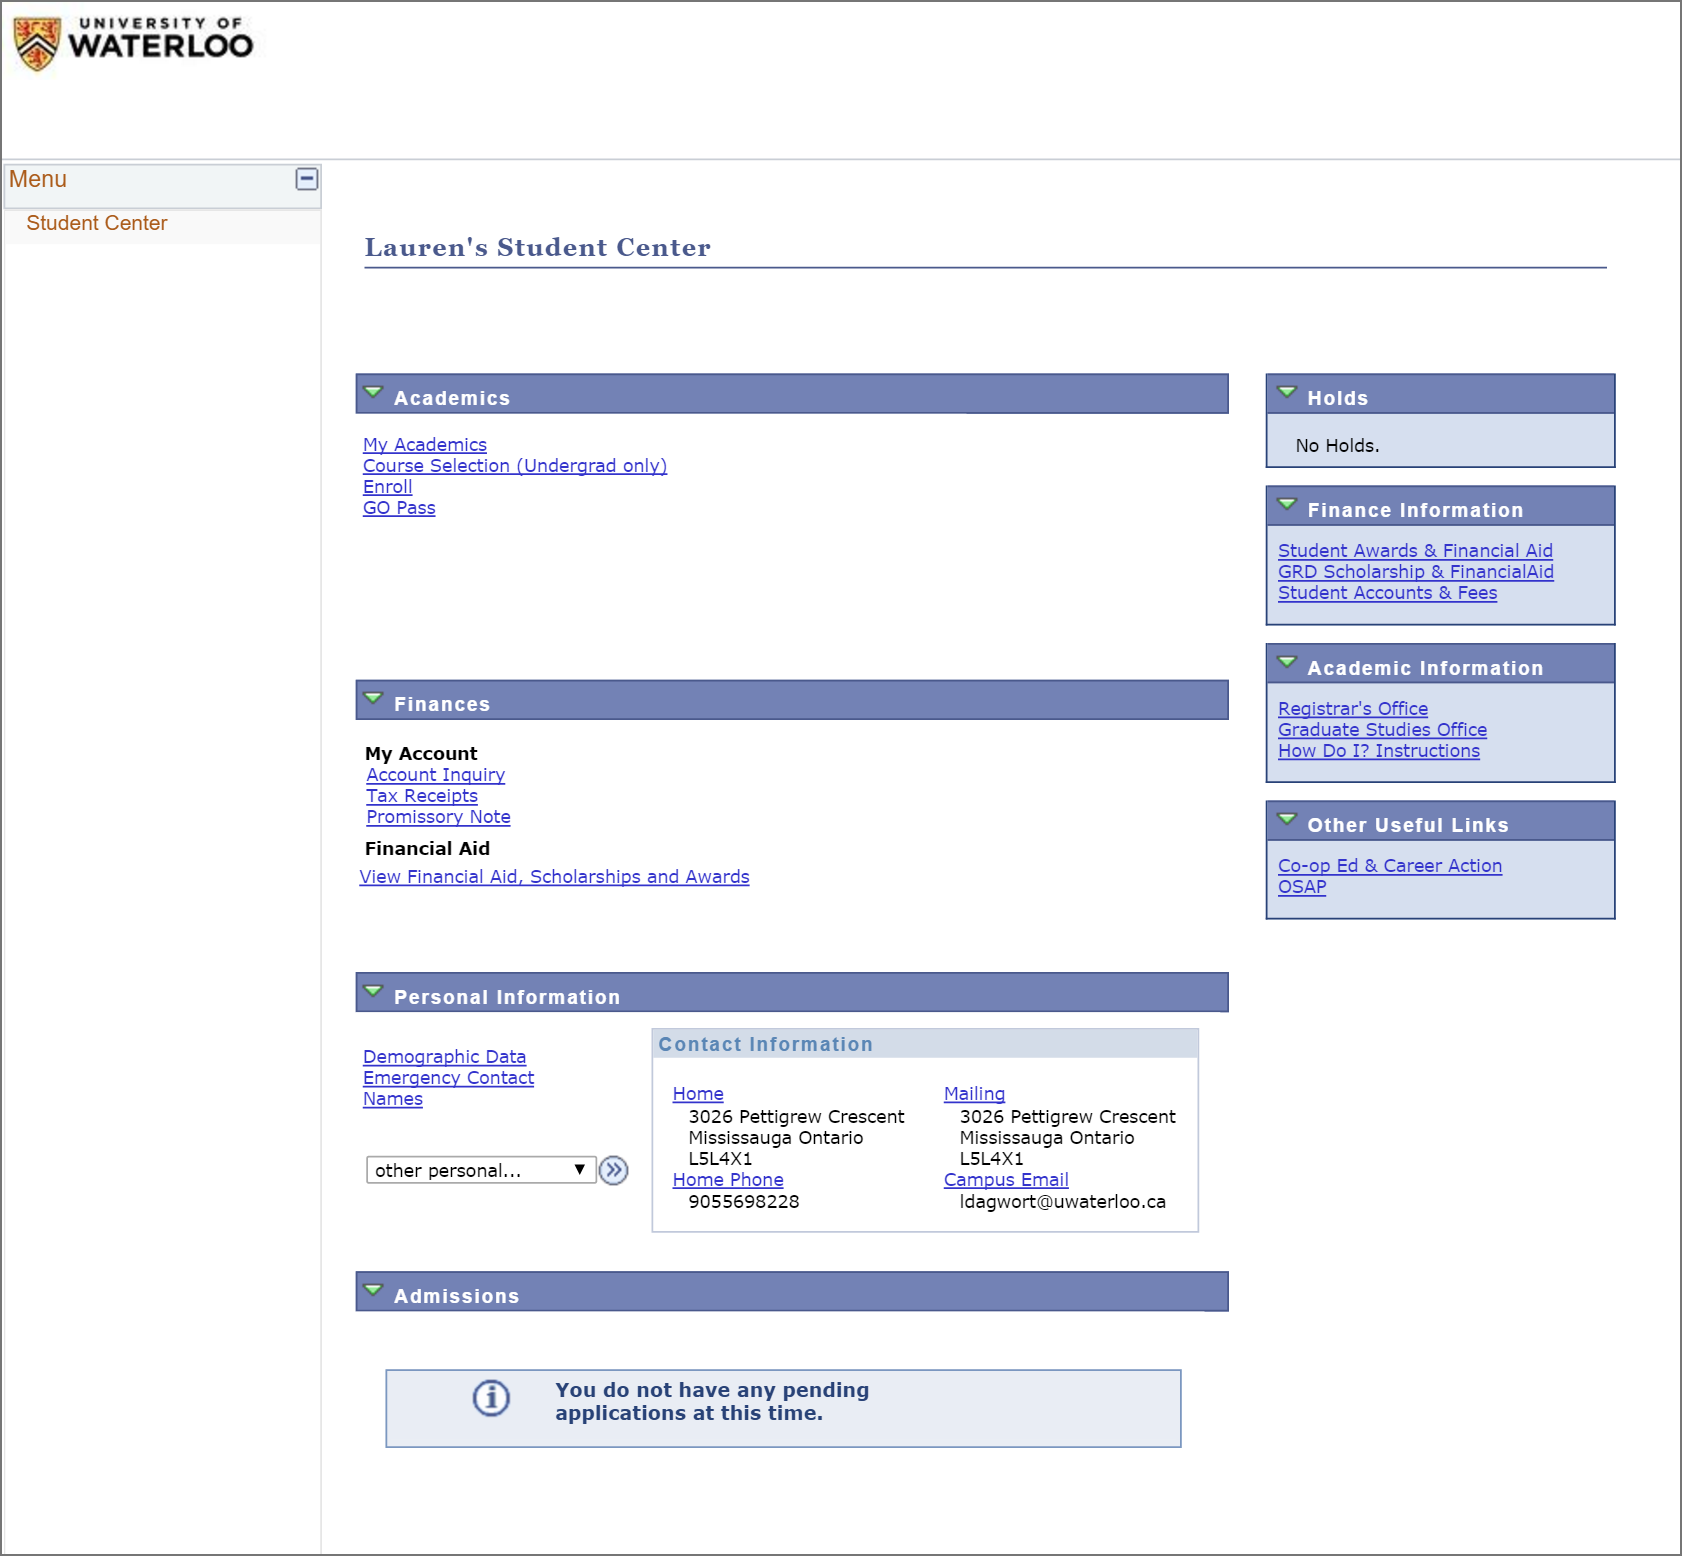 UNIVERSITY OF
WATERLOO
Menu
Student Center
Lauren's Student Center
Academics
My Academics
Course Selection (Undergrad only)
Enroll
GO Pass
Finances
My Account
Account Inquiry
Tax Receipts
Promissory Note
Financial Aid
View Financial Aid, Scholarships and Awards
Personal Information
Demographic Data
Emergency Contact
Names
other personal...
Contact Information
Home
3026 Pettigrew Crescent
Mississauga Ontario
L5L4X1
Home Phone
9055698228
Mailing
3026 Pettigrew Crescent
Mississauga Ontario
L5L4X1
Campus Email
ldagwort@uwaterloo.ca
Admissions
You do not have any pending
applications at this time.
Holds
No Holds.
Finance Information
Student Awards & Financial Aid
GRD Scholarship & FinancialAid
Student Accounts & Fees
Academic Information
Registrar's Office
Graduate Studies Office
How Do I? Instructions
Other Useful Links
Co-op Ed & Career Action
OSAP